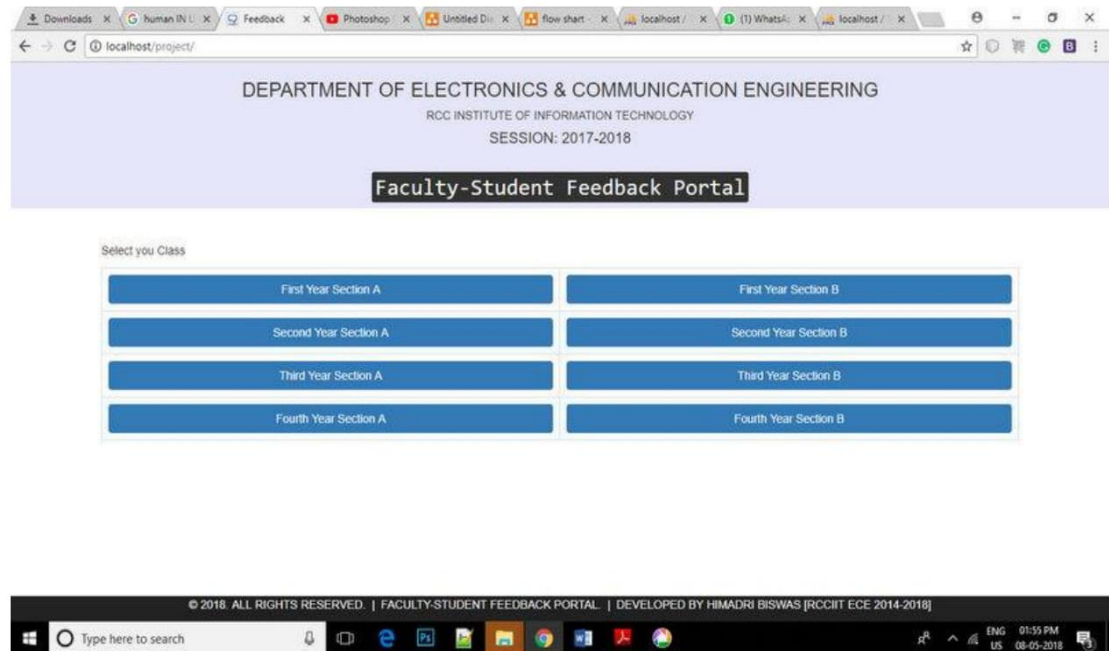 Downloads
human IN L
Feedback
Photoshop
Untitled Dia
flow shart -
localhost /
(1) WhatsA
localhost /
localhost/project/
DEPARTMENT OF ELECTRONICS & COMMUNICATION ENGINEERING
RCC INSTITUTE OF INFORMATION TECHNOLOGY
SESSION: 2017-2018
Faculty-Student Feedback Portal
Select you Class
First Year Section A
First Year Section B
Second Year Section A
Second Year Section B
Third Year Section A
Third Year Section B
Fourth Year Section A
Fourth Year Section B
© 2018. ALL RIGHTS RESERVED. | FACULTY-STUDENT FEEDBACK PORTAL. | DEVELOPED BY HIMADRI BISWAS [RCCIIT ECE 2014-2018]
Type here to search
ENG 01:55 PM
US 08-05-2018